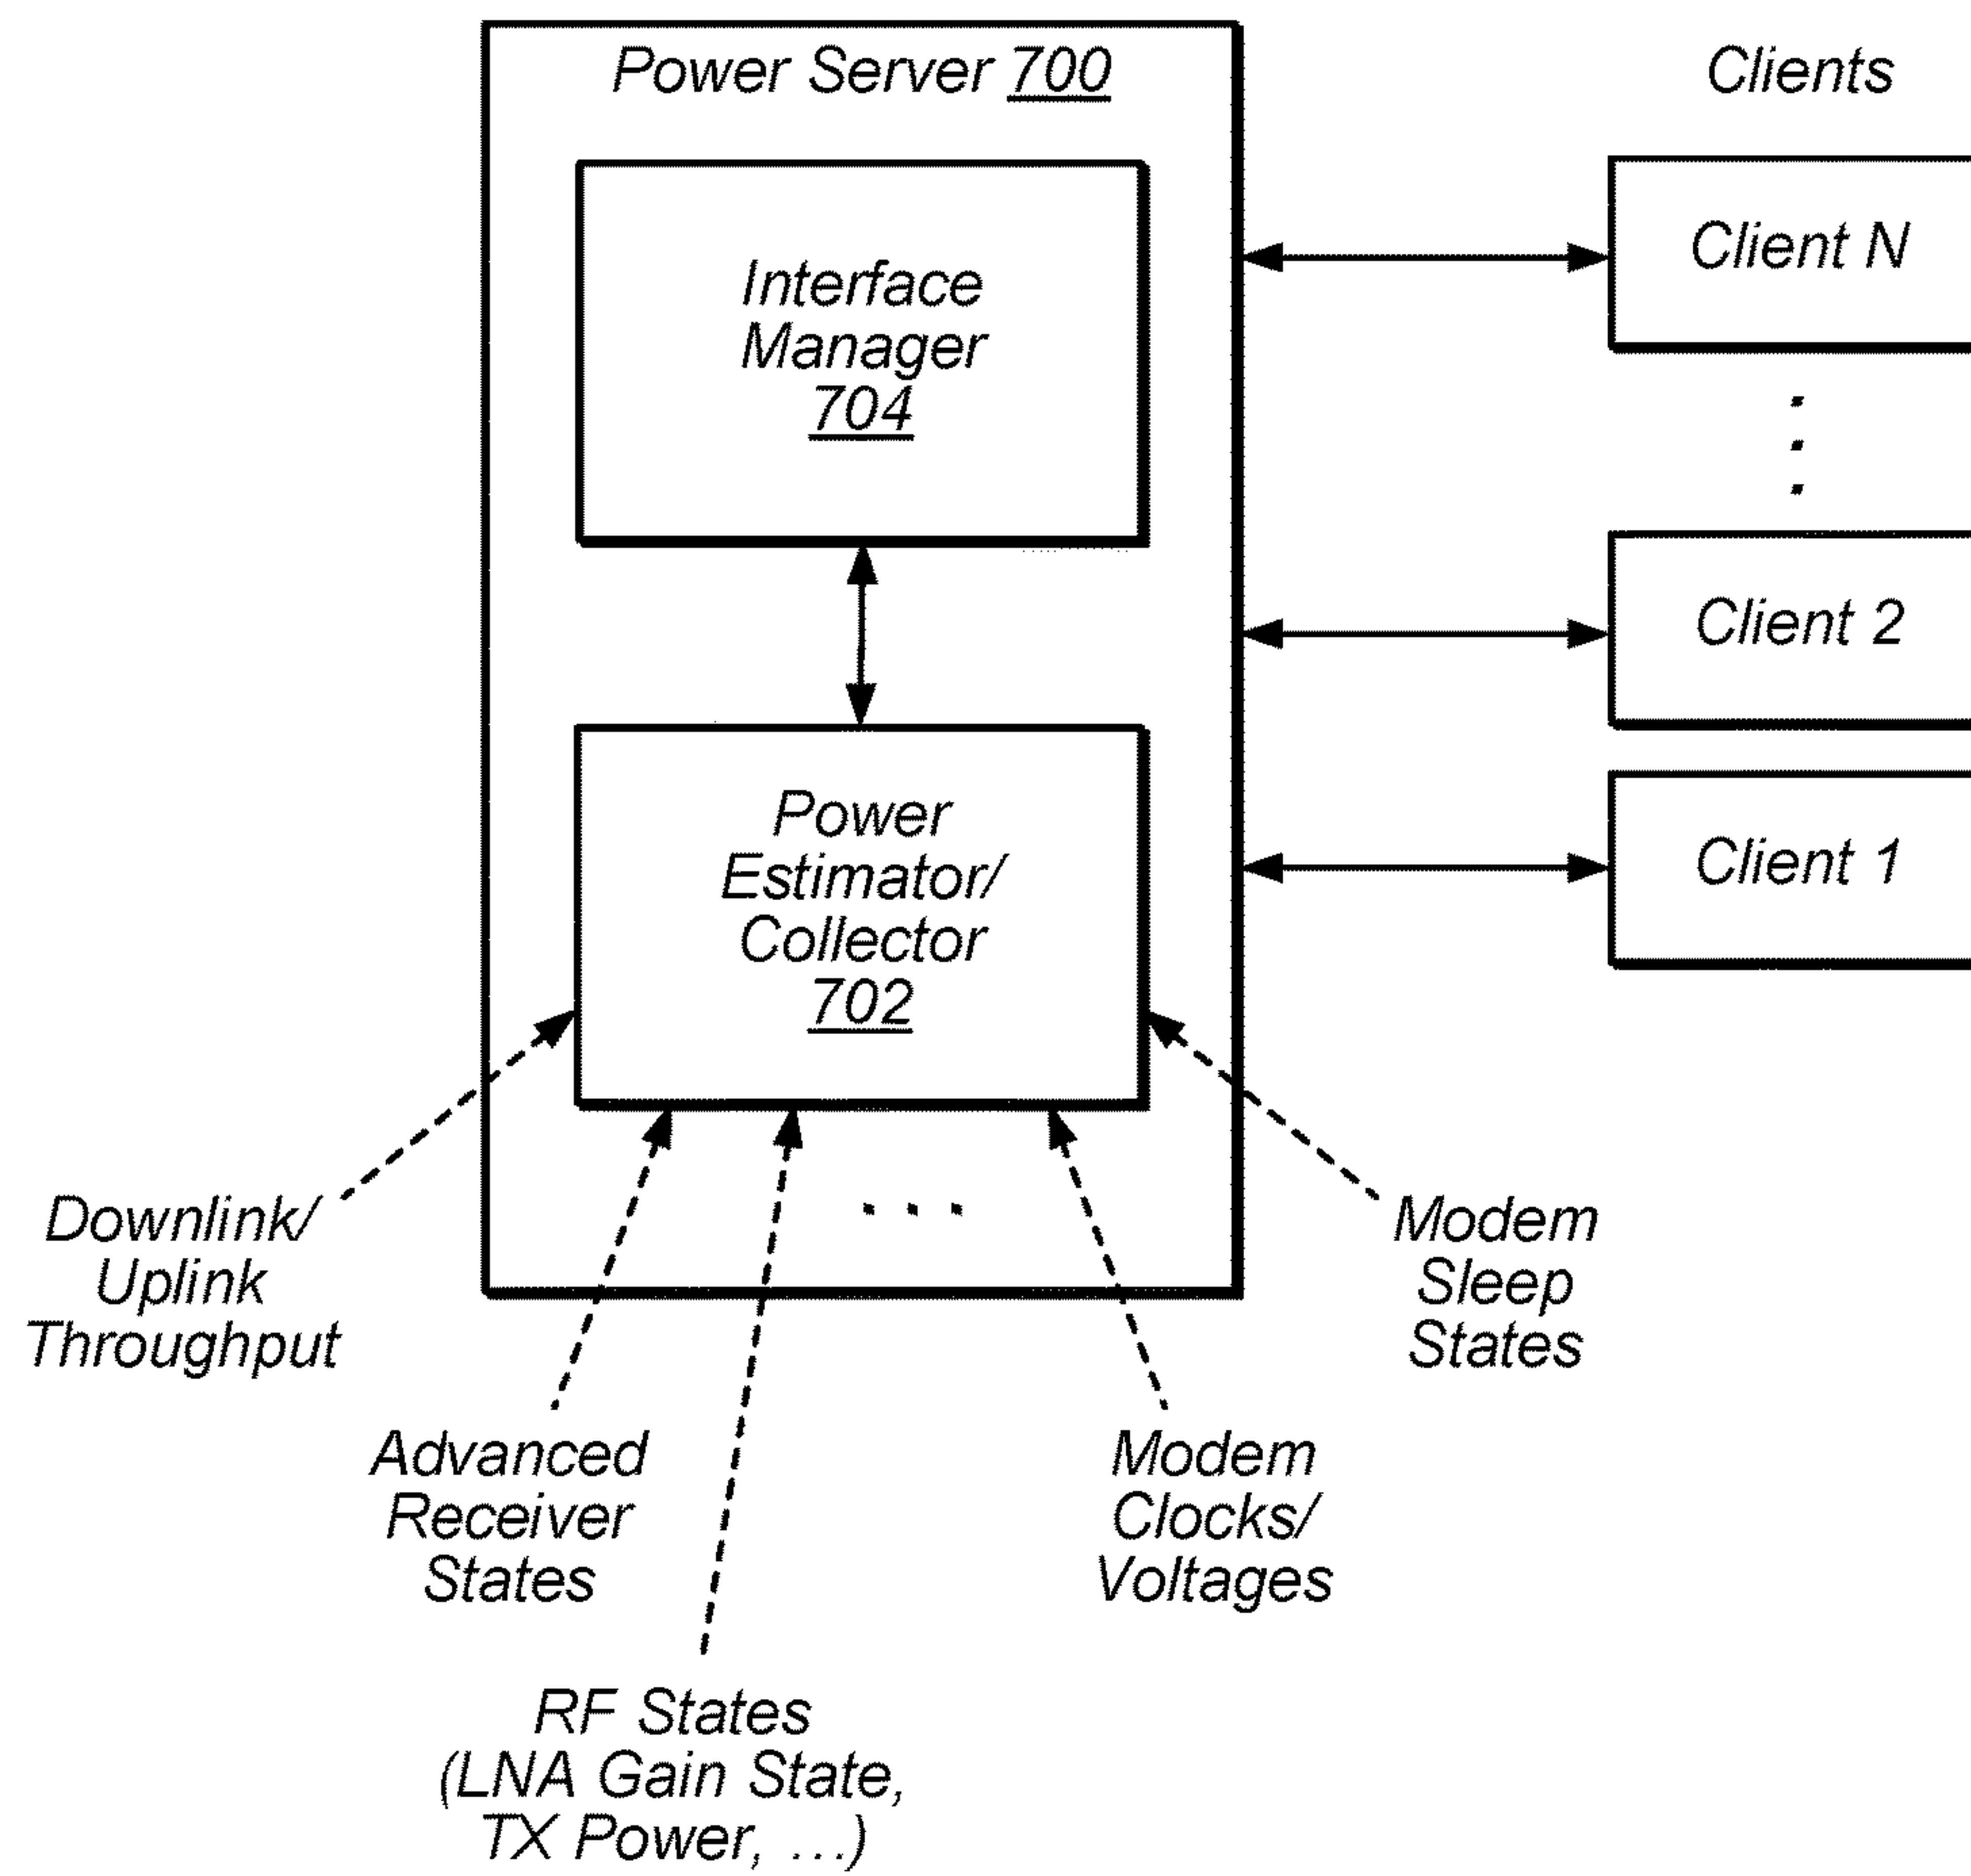 Power Server 700
Clients
Interface
Manager
704
Client N
Client 2
Power
Estimator/
Collector
702
Client 1
Downlink/
Uplink
Throughput
Modem
Sleep
States
Advanced
Receiver
States
Modem
Clocks/
Voltages
RF States
(LNA Gain State,
TX Power, ...)